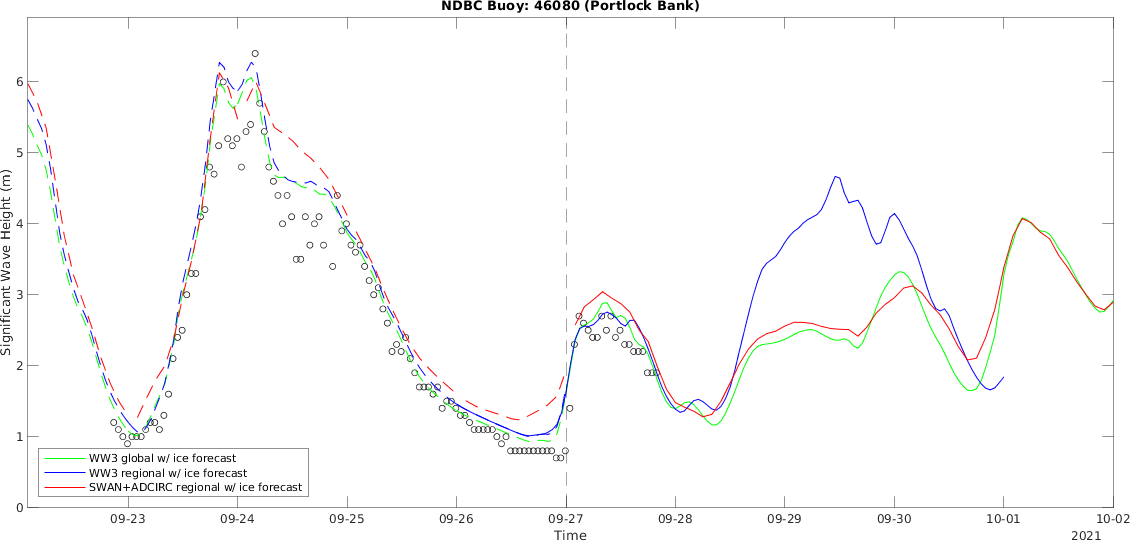 NDBC Buoy: 46080 (Portlock Bank)
Significant Wave Height (m)
6
5
4
3
2
1
0
WW3 global w/ ice forecast
WW3 regional w/ ice forecast
SWAN+ADCIRC regional w/ ice forecast
09-23 09-24 09-25 09-26 09-27 09-28 09-29 09-30 10-01 10-02
Time
2021